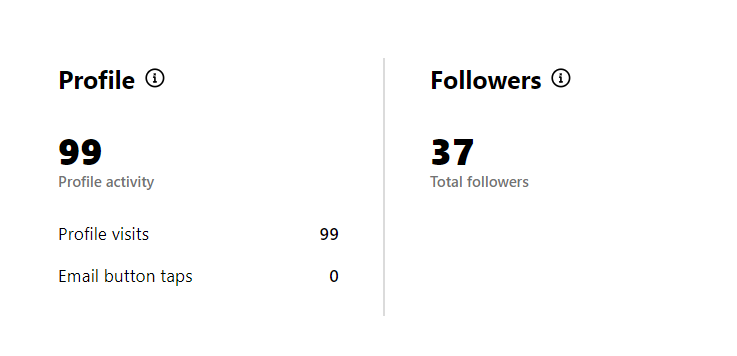 Profile
99
Profile activity
Profile visits 99
Email button taps 0
Followers
37
Total followers